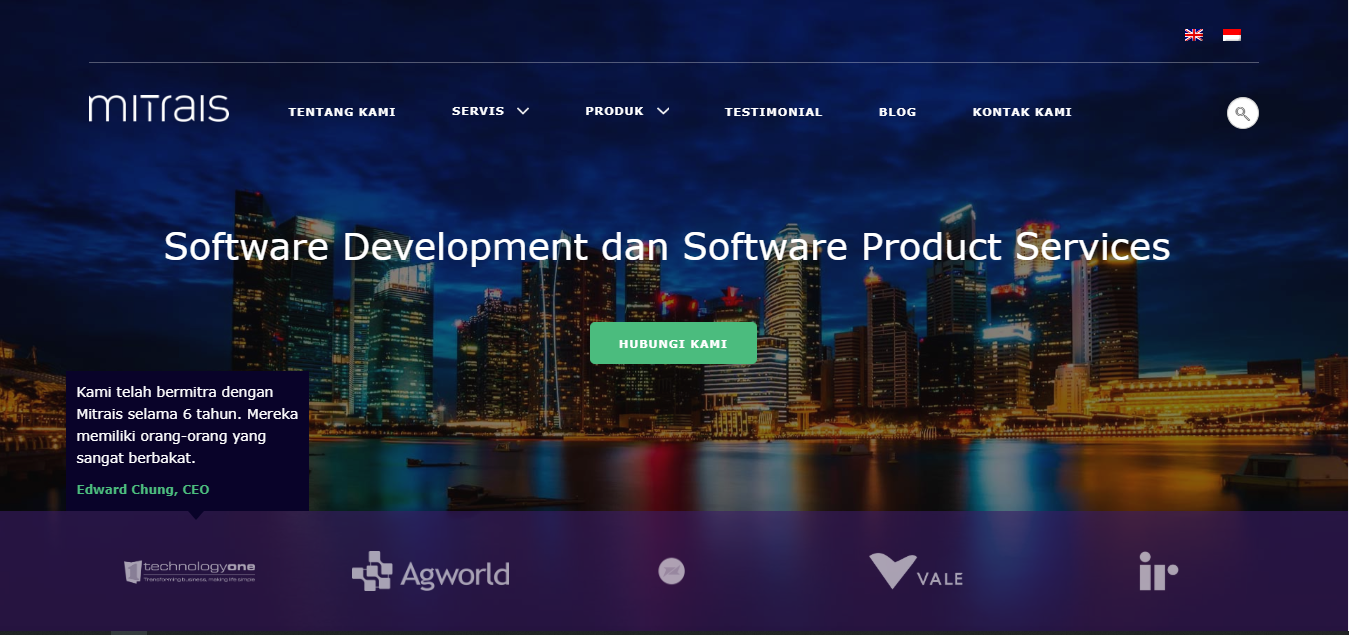 mitrais
TENTANG KAMI
SERVIS
PRODUK
TESTIMONIAL
BLOG
KONTAK KAMI
Software Development dan Software Product Services
HUBUNGI KAMI
Kami telah bermitra dengan
Mitrais selama 6 tahun. Mereka
memiliki orang-orang yang
sangat berbakat.
Edward Chung, CEO
technologyone
Transforming business, making life simple
Agworld
VALE
ir